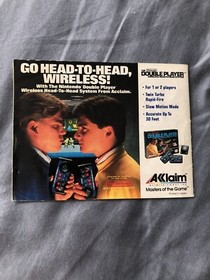 GO HEAD-TO-HEAD,
WIRELESS!
With The Nintendo Double Player
Wireless Head-To-Head System From Acclaim.
DOUBLE PLAYER
• For 1 or 2 players
• Twin Turbo
Rapid-Fire
• Slow Motion Mode
• Accurate Up To
30 Feet
AKClaim
Masters of the Game